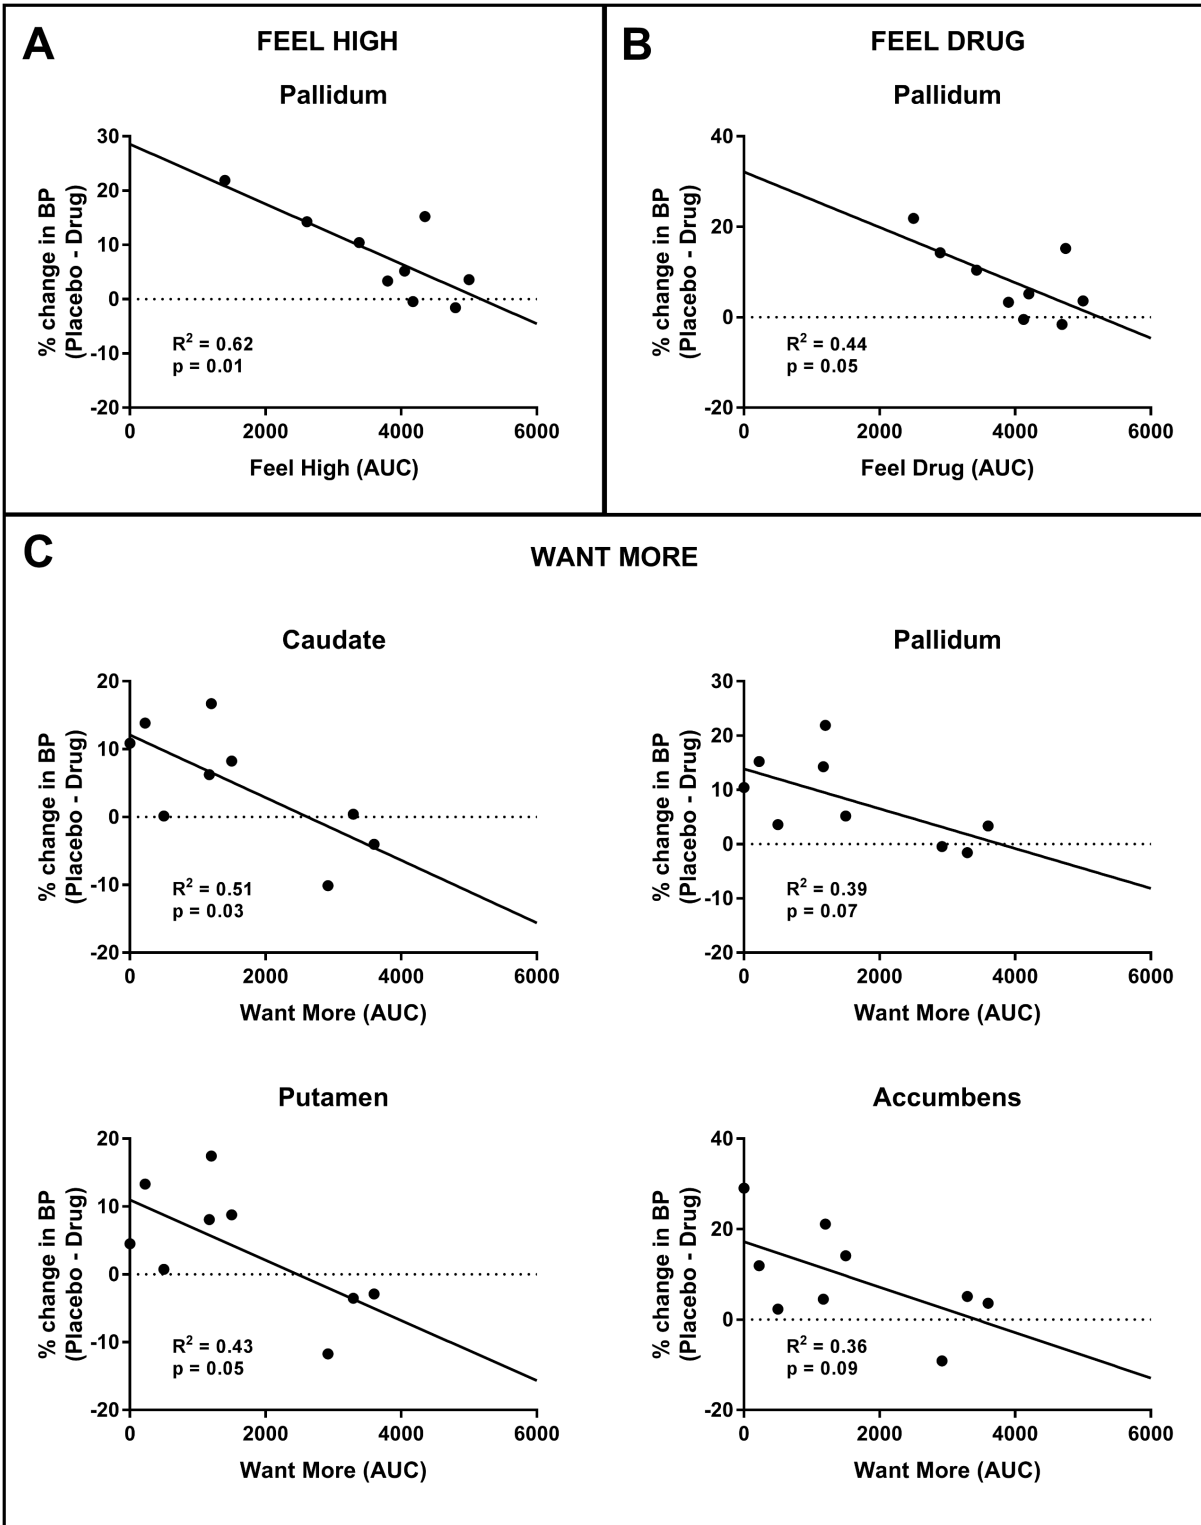 A
FEEL HIGH
Pallidum
% change in BP
(Placebo - Drug)
30
20
10
0
-10
-20
R² = 0.62
p = 0.01
0 2000 4000 6000
Feel High (AUC)
B
FEEL DRUG
Pallidum
% change in BP
(Placebo - Drug)
40
20
0
-20
R² = 0.44
p = 0.05
0 2000 4000 6000
Feel Drug (AUC)
C
WANT MORE
Caudate
% change in BP
(Placebo - Drug)
20
10
0
-10
-20
R² = 0.51
p = 0.03
0 2000 4000 6000
Want More (AUC)
Pallidum
% change in BP
(Placebo - Drug)
30
20
10
0
-10
-20
R² = 0.39
p = 0.07
0 2000 4000 6000
Want More (AUC)
Putamen
% change in BP
(Placebo - Drug)
20
10
0
-10
-20
R² = 0.43
p = 0.05
0 2000 4000 6000
Want More (AUC)
Accumbens
% change in BP
(Placebo - Drug)
40
20
0
-20
R² = 0.36
p = 0.09
0 2000 4000 6000
Want More (AUC)